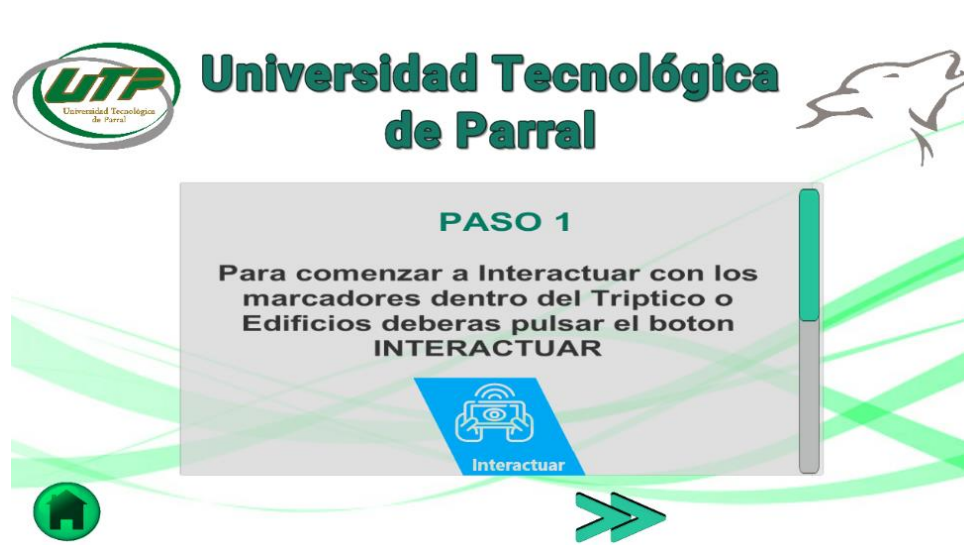 UTP
Universidad Tecnológica
de Parral
Universidad Tecnológica
de Parral
PASO 1
Para comenzar a Interactuar con los
marcadores dentro del Triptico o
Edificios deberas pulsar el boton
INTERACTUAR
Interactuar